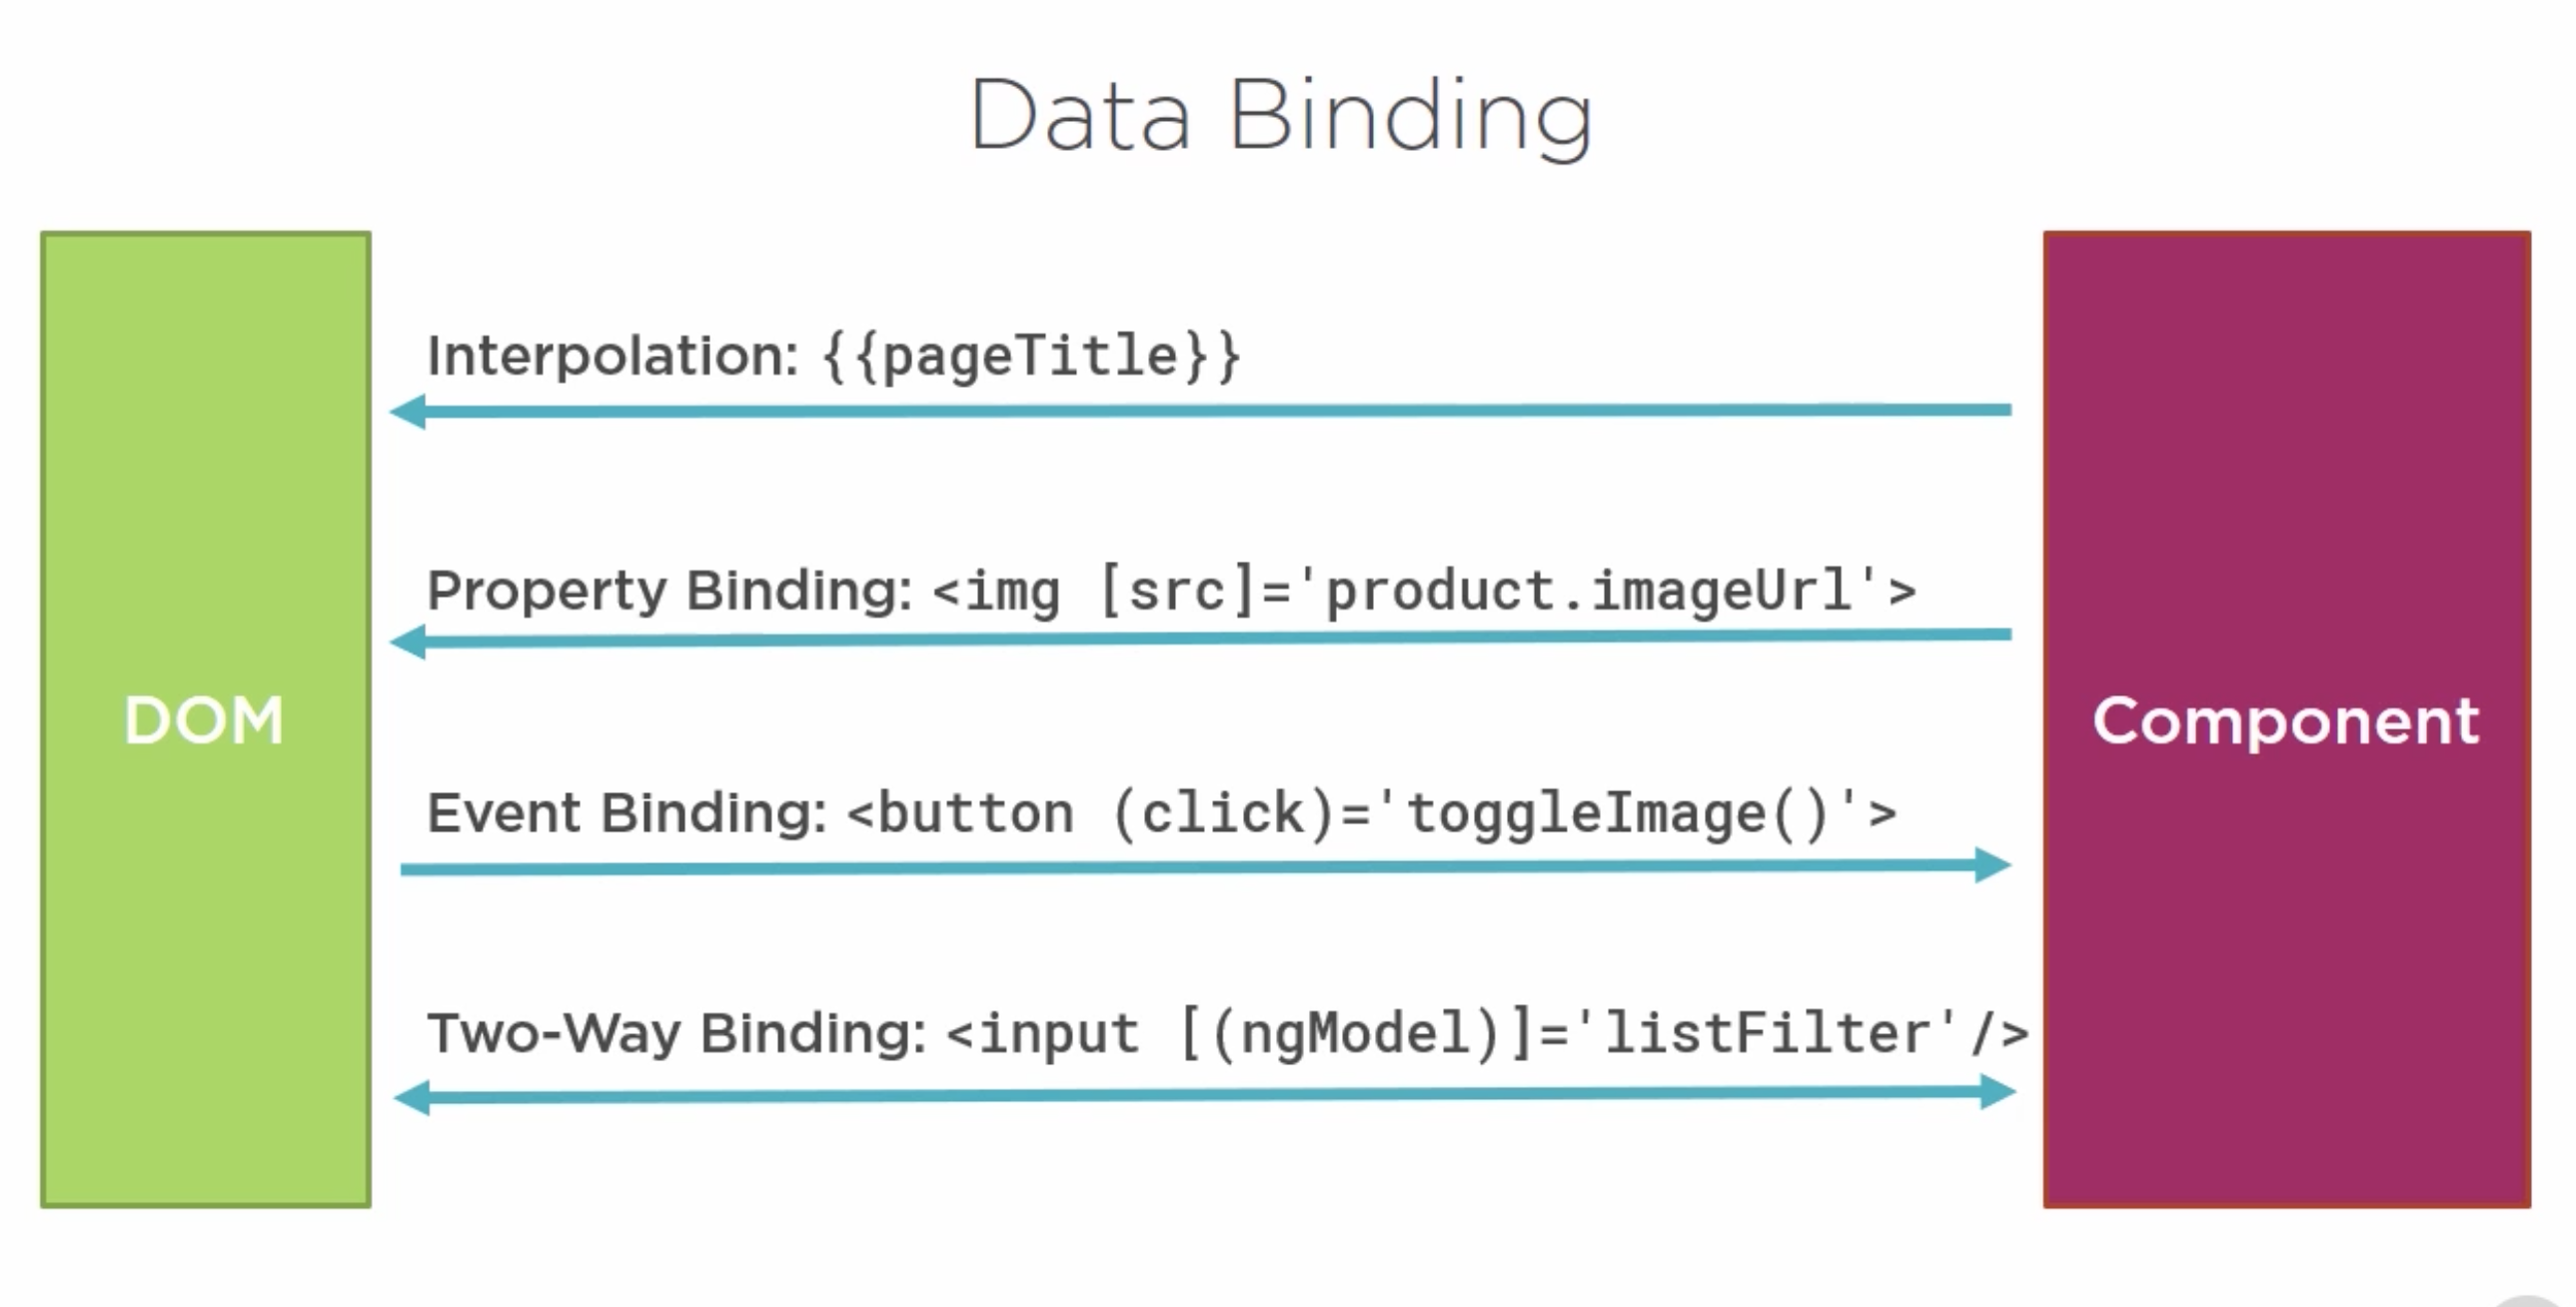 Data Binding
Interpolation: {{pageTitle}}
Property Binding: <img [src]='product.imageUrl'>
DOM
Component
Event Binding: <button (click)='toggleImage()'>
Two-Way Binding: <input [(ngModel)]='listFilter'/>